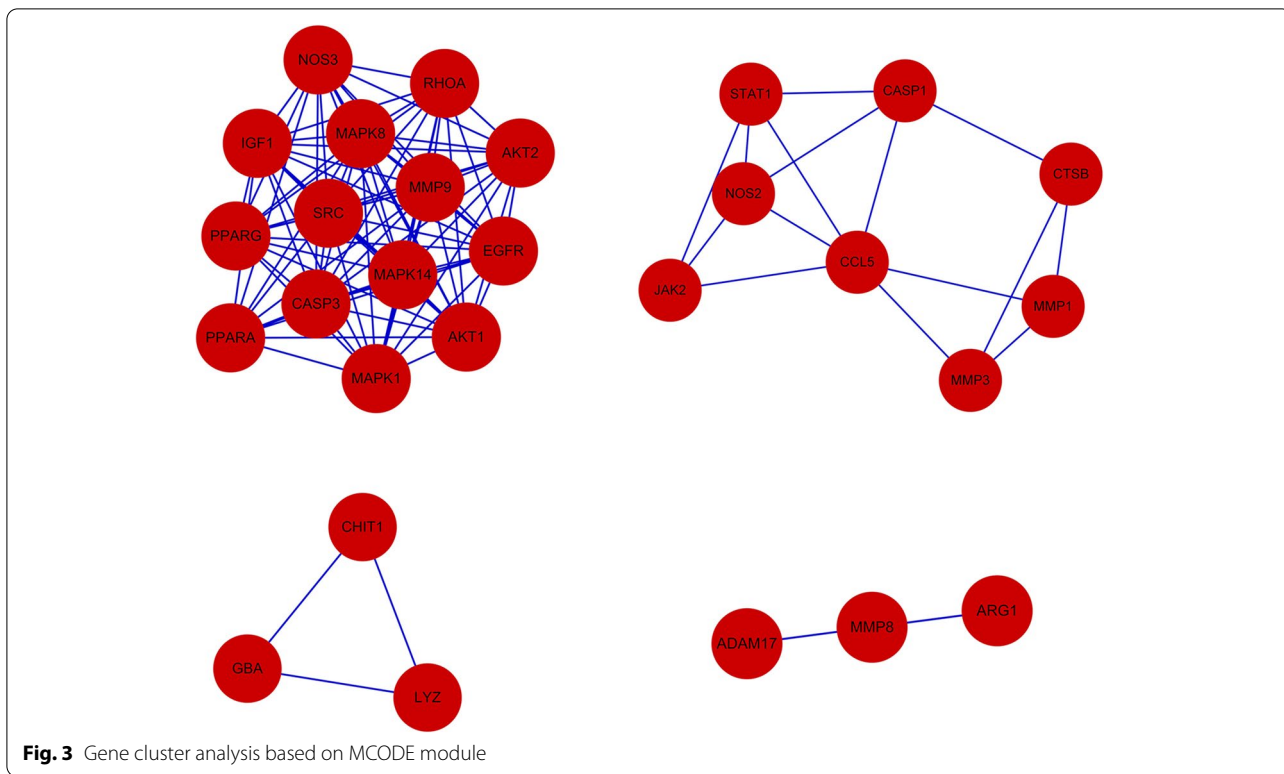 NOS3
RHOA
IGF1
MAPK8
AKT2
MMP9
SRC
PPARG
EGFR
MAPK14
CASP3
PPARA
AKT1
MAPK1
STAT1
CASP1
CTSB
NOS2
CCL5
JAK2
MMP1
MMP3
CHIT1
GBA
LYZ
ADAM17
MMP8
ARG1
Fig. 3 Gene cluster analysis based on MCODE module